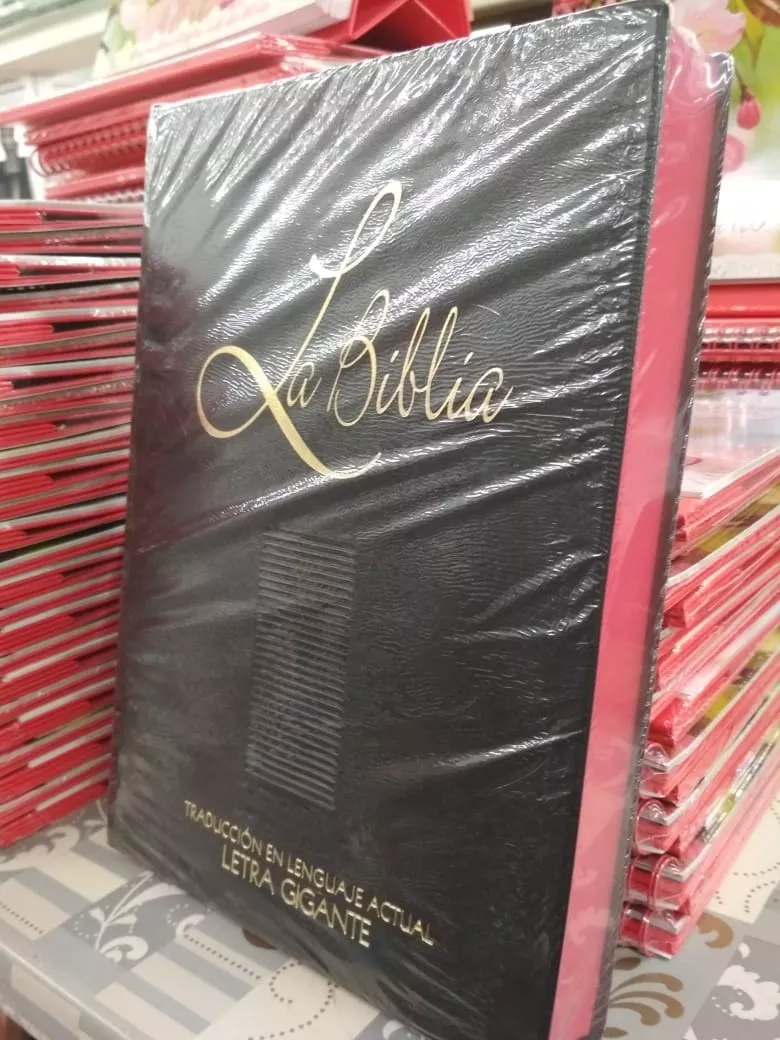 La Biblia
TRADUCCIÓN EN LENGUAJE ACTUAL
LETRA GIGANTE